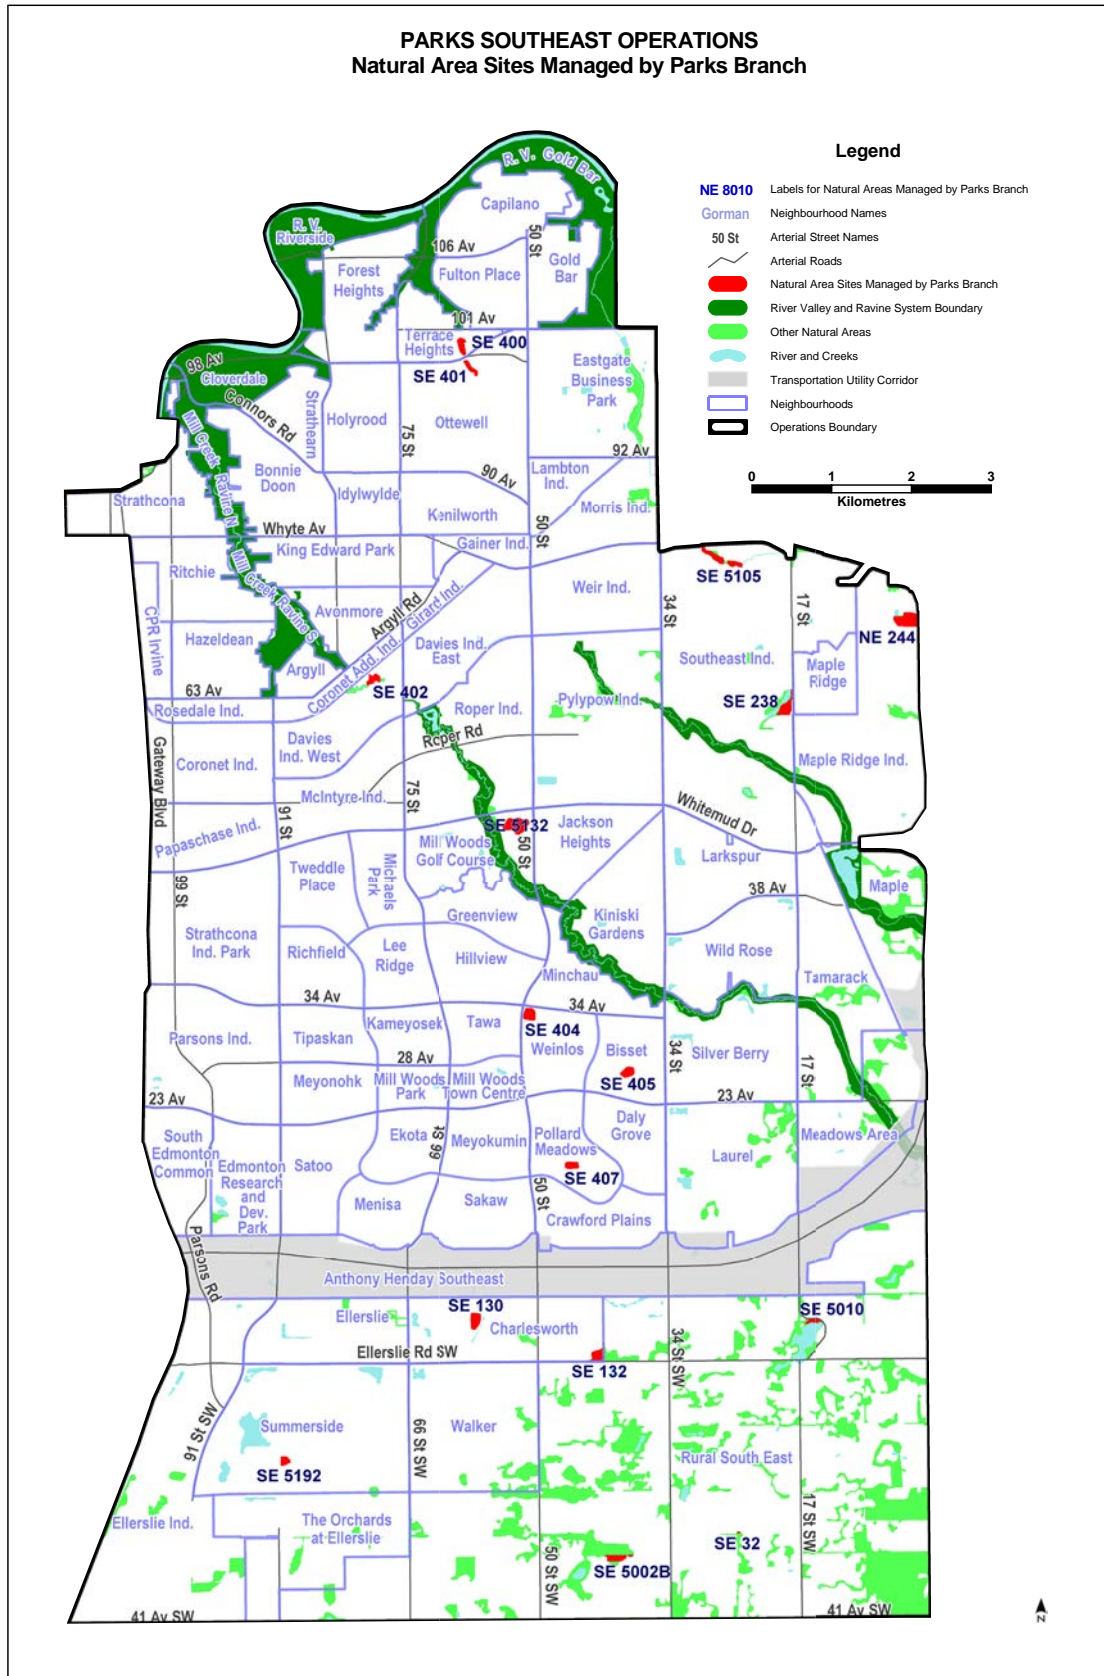 PARKS SOUTHEAST OPERATIONS
Natural Area Sites Managed by Parks Branch
Legend
NE 8010 Labels for Natural Areas Managed by Parks Branch
Gorman Neighbourhood Names
50 St Arterial Street Names
Arterial Roads
Natural Area Sites Managed by Parks Branch
River Valley and Ravine System Boundary
Other Natural Areas
River and Creeks
Transportation Utility Corridor
Neighbourhoods
Operations Boundary
0 1 2 3
Kilometres
R. V. Gold Bar
Capilano
R. V.
Riverside
106 Av
50 St
Gold
Bar
Forest
Heights
Fulton Place
101 Av
Terrace
Heights
SE 400
SE 401
98 Av
Cloverdale
Eastgate
Business
Park
Connors Rd
Strathearn
Holyrood
75 St
Ottewell
Mill Creek Ravine N
92 Av
Bonnie
Doon
90 Av
Lambton
Ind.
Idylwylde
Strathcona
Morris Ind.
Kenilworth
Whyte Av
50 St
Gainer Ind.
King Edward Park
Ritchie
Mill Creek Ravine S
SE 5105
Weir Ind.
34 St
17 St
CPR Irvine
Avonmore
Argyll Rd
Girard Ind.
NE 244
Hazeldean
Davies Ind.
East
Coronet Add. Ind.
Southeast Ind.
Maple
Ridge
Argyll
63 Av
SE 402
Pylypow Ind.
SE 238
Rosedale Ind.
Roper Ind.
Roper Rd
Gateway Blvd
Davies
Ind. West
Coronet Ind.
Maple Ridge Ind.
75 St
McIntyre Ind.
Whitemud Dr
91 St
Papaschase Ind.
SE 5132
50 St
Jackson
Heights
Mill Woods
Golf Course
Larkspur
Tweddle
Place
Michaels
Park
99 St
38 Av
Maple
Greenview
Kiniski
Gardens
Strathcona
Ind. Park
Richfield
Lee
Ridge
Hillview
Wild Rose
Minchau
Tamarack
34 Av
34 Av
Kameyosek
Tawa
SE 404
Parsons Ind.
Tipaskan
Weinlos
Bisset
34 St
Silver Berry
28 Av
17 St
Meyonohk
Mill Woods
Park
Mill Woods
Town Centre
SE 405
23 Av
23 Av
South
Edmonton
Common
Ekota
66 St
Meyokumin
Pollard
Meadows
Daly
Grove
Meadows Area
Laurel
Edmonton
Research
and
Dev.
Park
Satoo
SE 407
50 St
Menisa
Sakaw
Crawford Plains
Parsons Rd
Anthony Henday Southeast
Ellerslie
SE 130
Charlesworth
SE 5010
34 St SW
Ellerslie Rd SW
SE 132
91 St SW
Summerside
66 St SW
Walker
Rural South East
SE 5192
17 St SW
Ellerslie Ind.
The Orchards
at Ellerslie
SE 32
50 St SW
SE 5002B
41 Av SW
41 Av SW
N